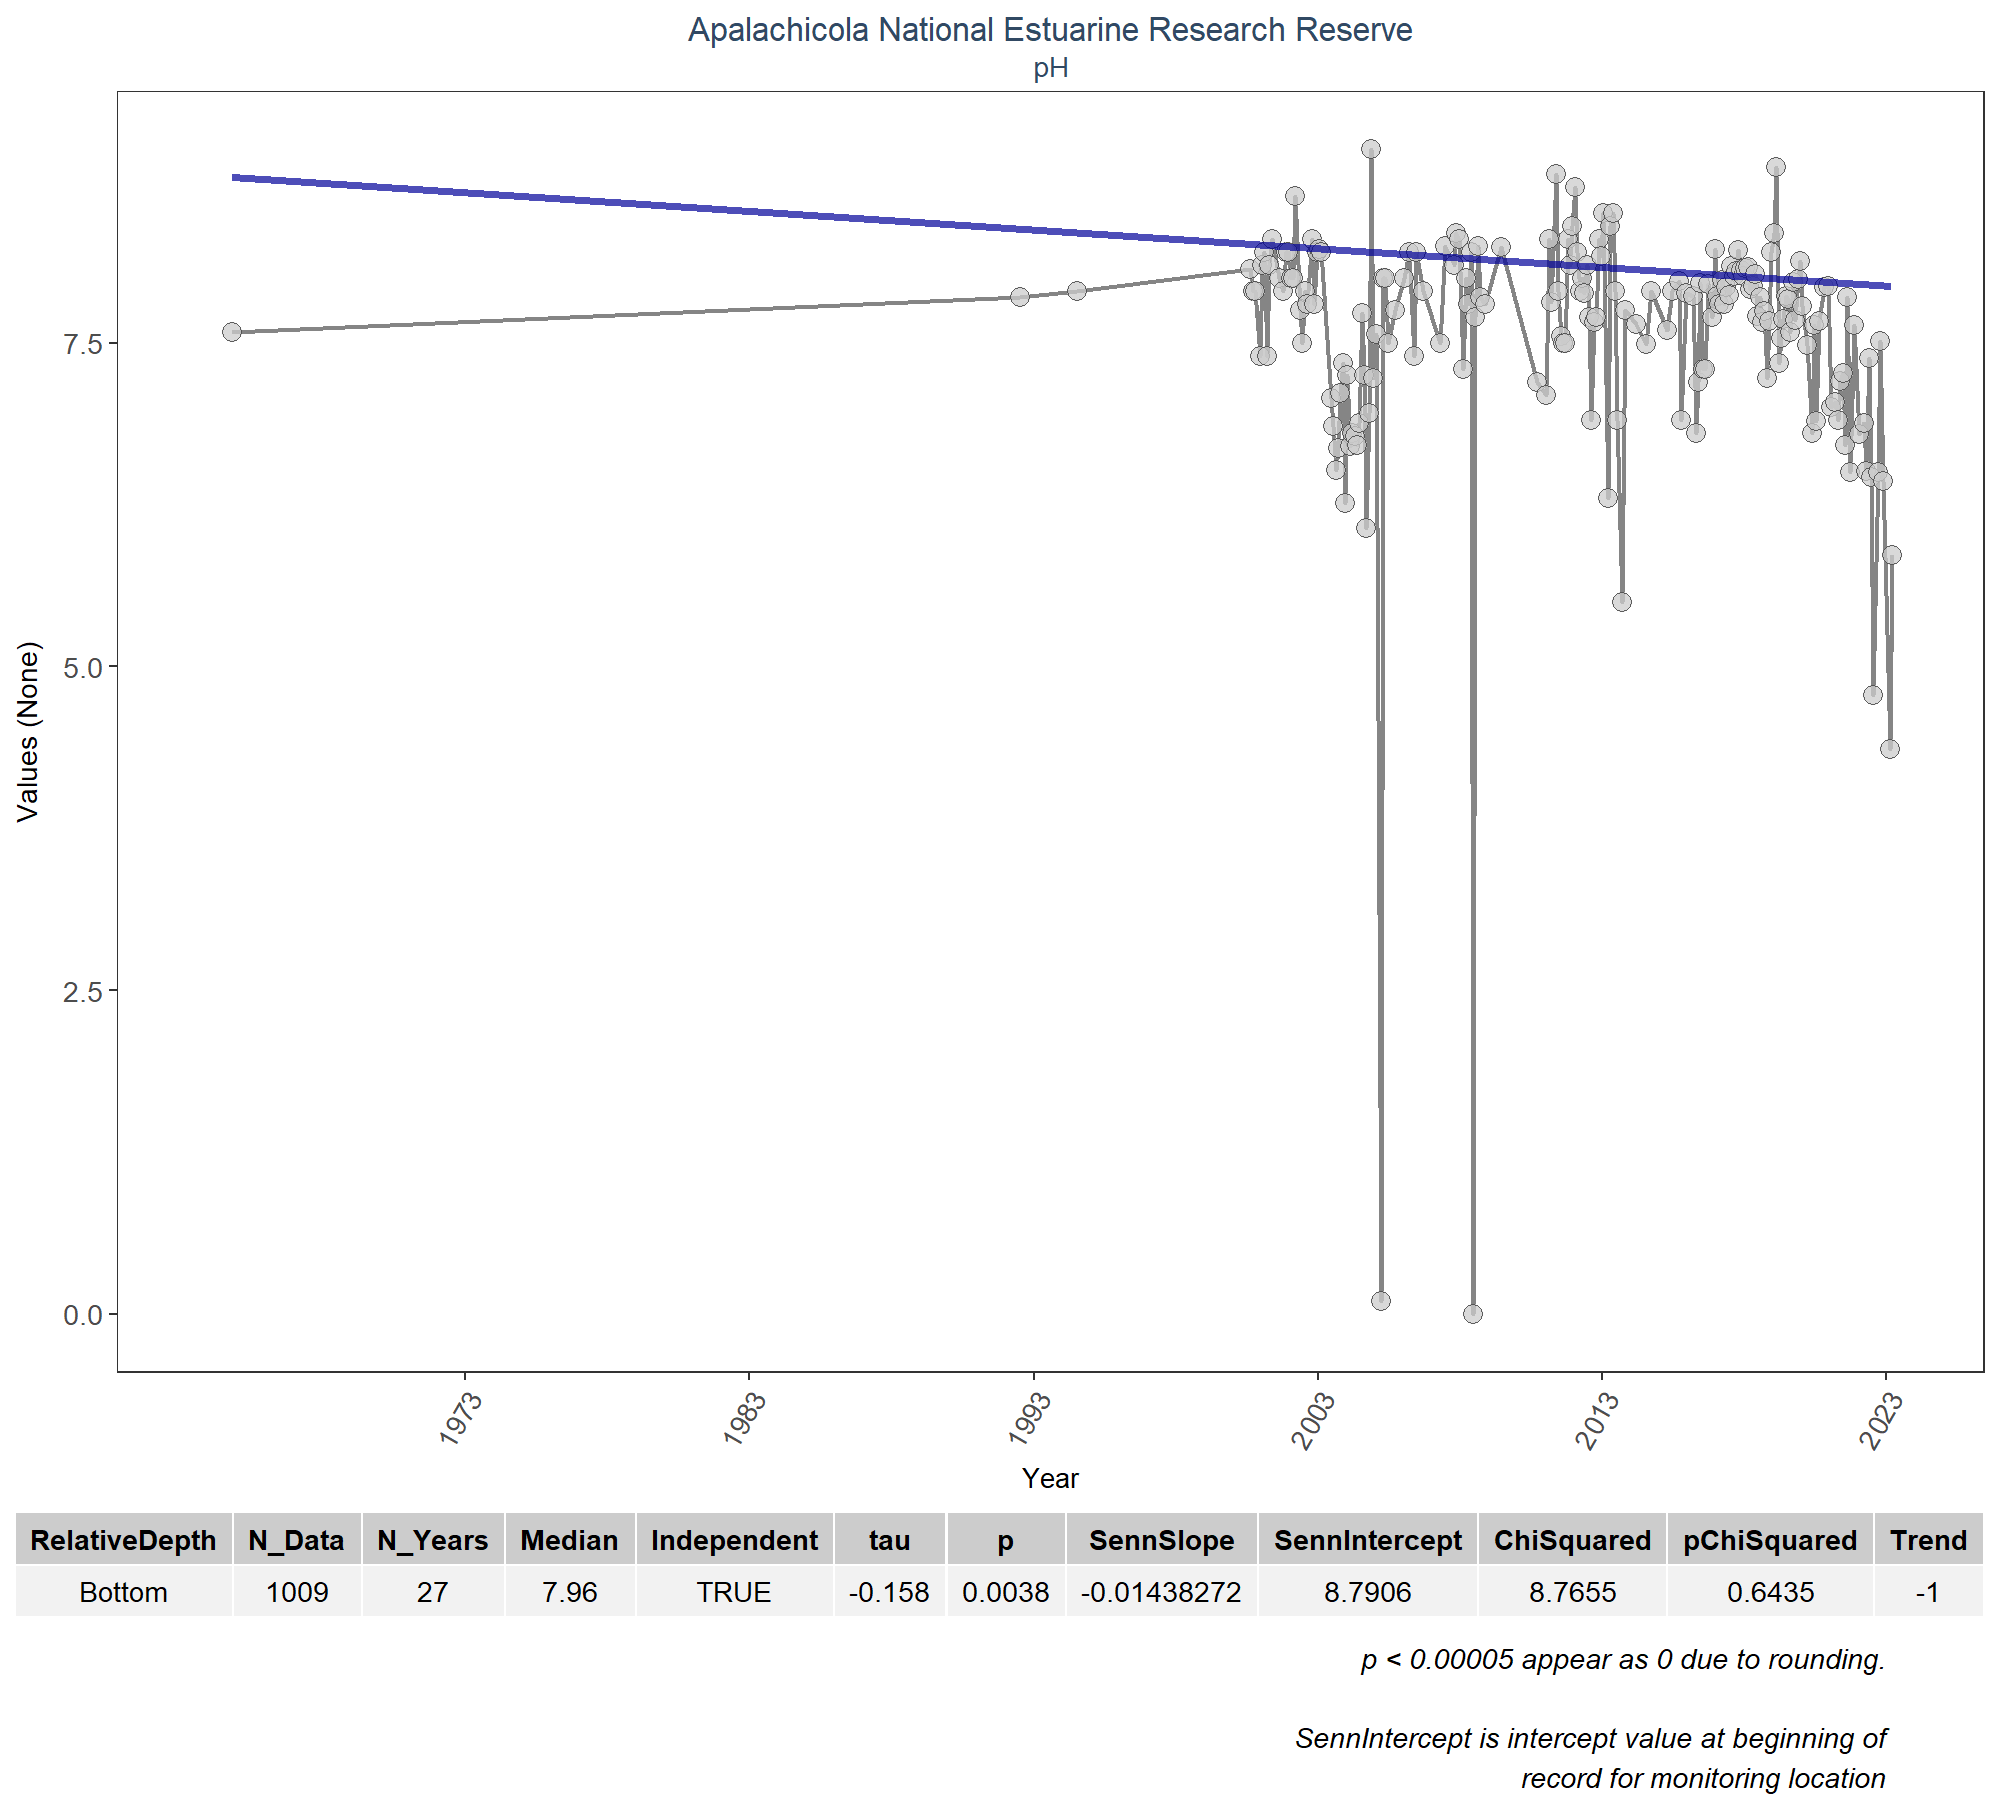 Apalachicola National Estuarine Research Reserve
pH
Values (None)
7.5
5.0
2.5
0.0
1973 1983 1993 2003 2013 2023
Year
RelativeDepth N_Data N_Years Median Independent tau p SennSlope SennIntercept ChiSquared pChiSquared Trend
Bottom 1009 27 7.96 TRUE -0.158 0.0038 -0.01438272 8.7906 8.7655 0.6435 -1
p < 0.00005 appear as 0 due to rounding.
SennIntercept is intercept value at beginning of
record for monitoring location